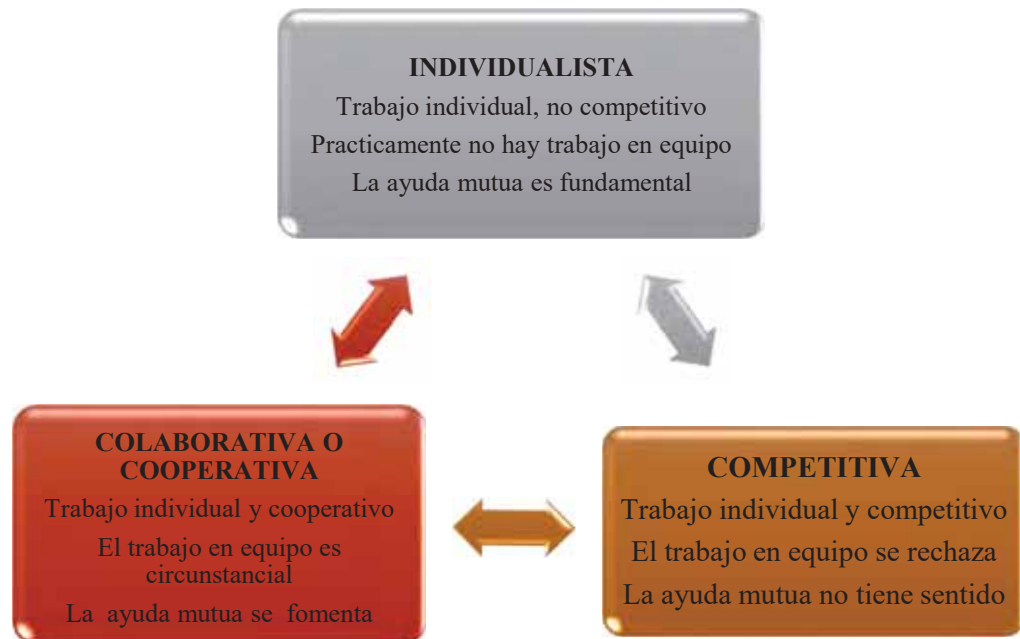 INDIVIDUALISTA
Trabajo individual, no competitivo
Practicamente no hay trabajo en equipo
La ayuda mutua es fundamental
COLABORATIVA O
COOPERATIVA
Trabajo individual y cooperativo
El trabajo en equipo es
circunstancial
La ayuda mutua se fomenta
COMPETITIVA
Trabajo individual y competitivo
El trabajo en equipo se rechaza
La ayuda mutua no tiene sentido